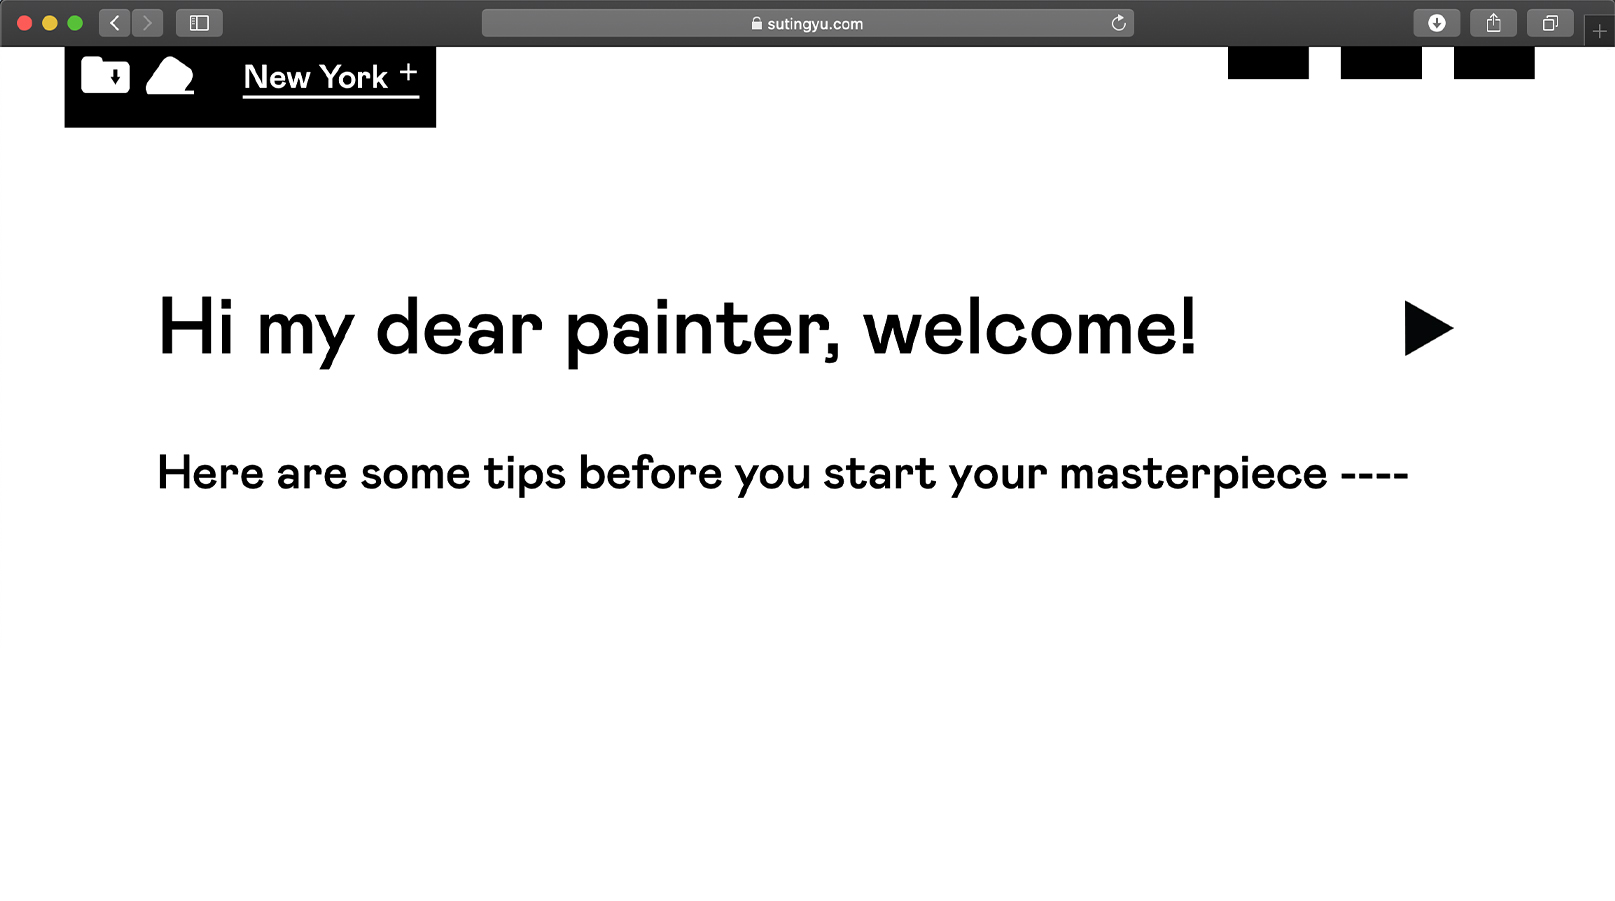 sutingyu.com
New York +
Hi my dear painter, welcome!
Here are some tips before you start your masterpiece ----